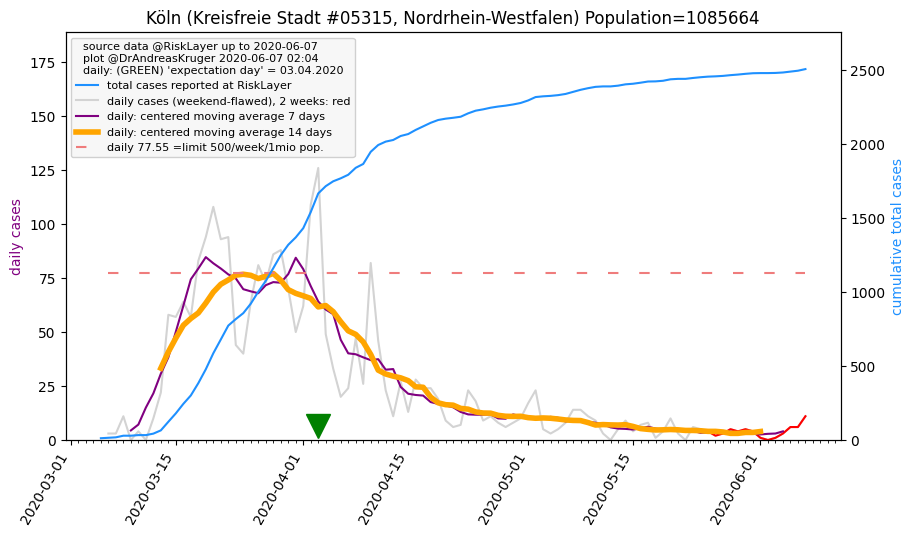 Köln (Kreisfreie Stadt #05315, Nordrhein-Westfalen) Population=1085664
source data @RiskLayer up to 2020-06-07
plot @DrAndreasKruger 2020-06-07 02:04
daily: (GREEN) 'expectation day' = 03.04.2020
total cases reported at RiskLayer
daily cases (weekend-flawed), 2 weeks: red
daily: centered moving average 7 days
daily: centered moving average 14 days
daily 77.55 =limit 500/week/1mio pop.
daily cases
175
150
125
100
75
50
25
0
2500
2000
1500
1000
500
0
cumulative total cases
2020-03-01
2020-03-15
2020-04-01
2020-04-15
2020-05-01
2020-05-15
2020-06-01